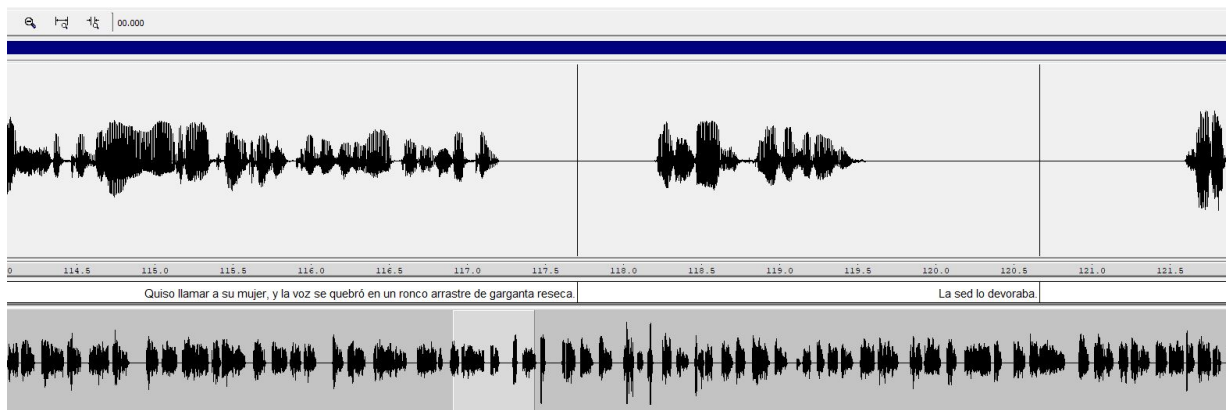 00.000
0 114.5 115.0 115.5 116.0 116.5 117.0 117.5 118.0 118.5 119.0 119.5 120.0 120.5 121.0 121.5
Quiso llamar a su mujer, y la voz se quebró en un ronco arrastre de garganta reseca. La sed lo devoraba.